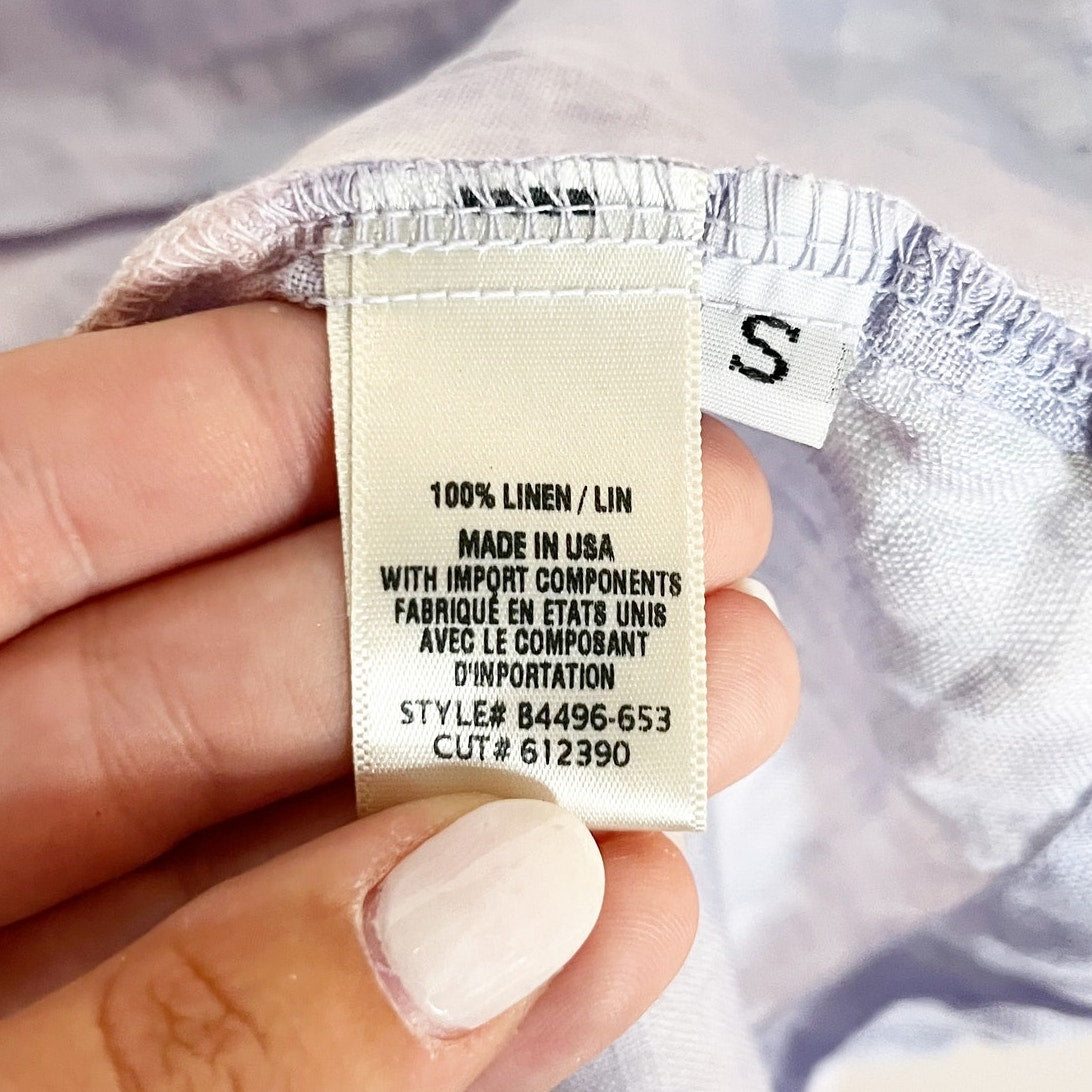 S
100% LINEN / LIN
MADE IN USA
WITH IMPORT COMPONENTS
FABRIQUE EN ETATS UNIS
AVEC LE COMPOSANT
D'INPORTATION
STYLE# B4496-653
CUT# 612390